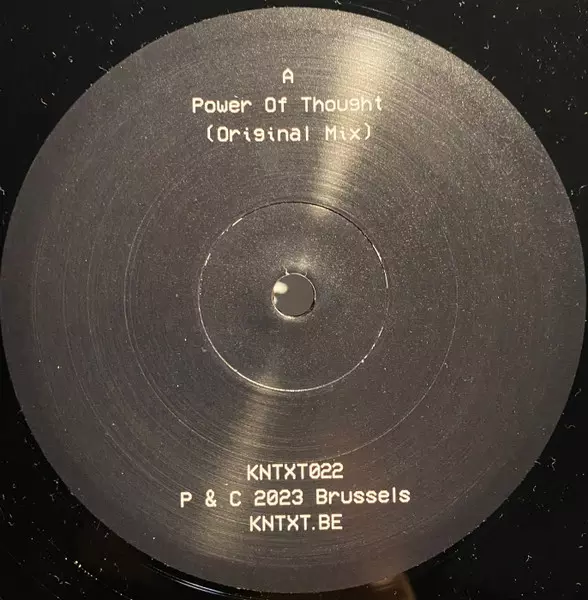 A
Power Of Thought
(Original Mix)
KNTXT022
P & C 2023 Brussels
KNTXT.BE